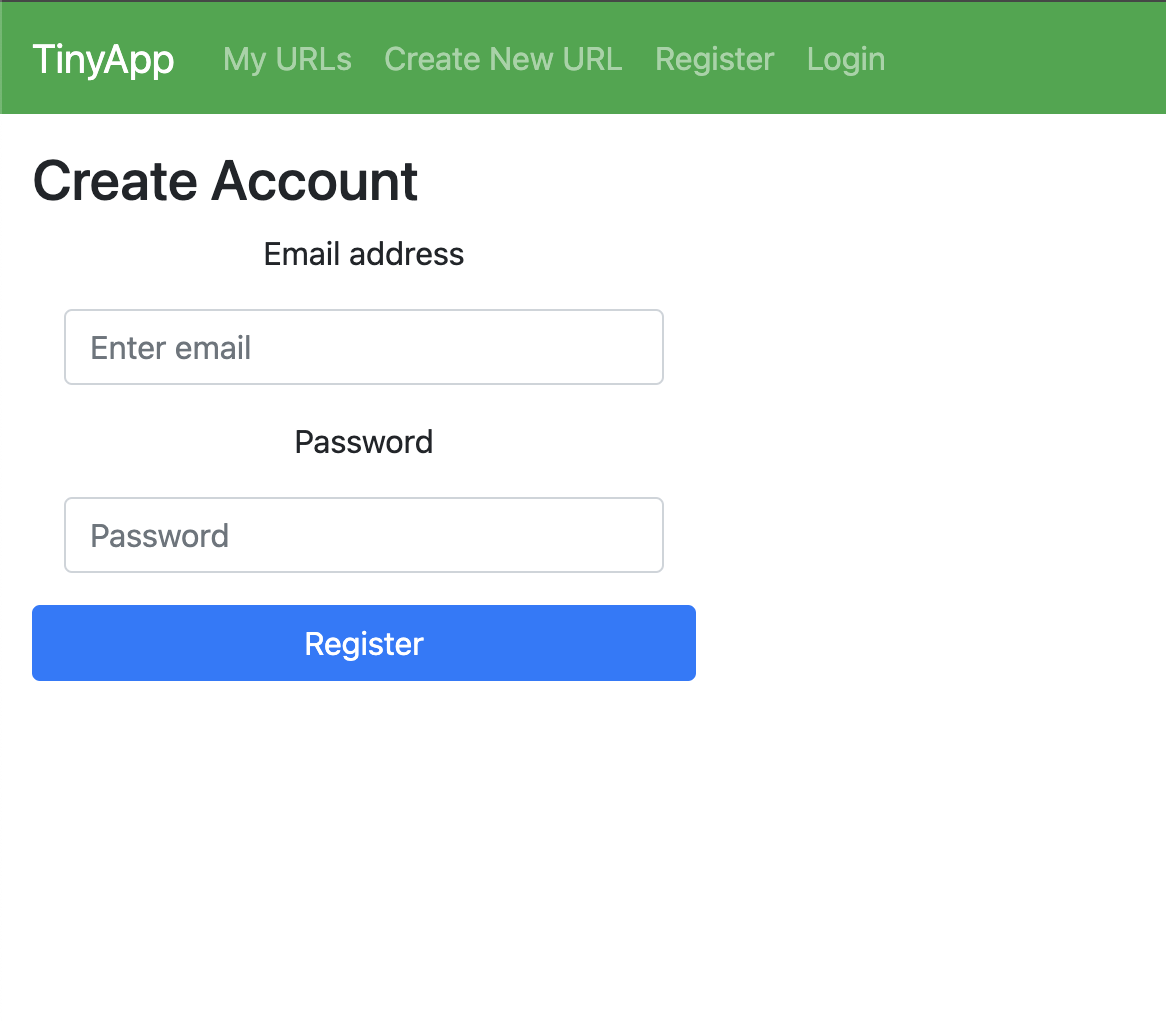 TinyApp My URLs Create New URL Register Login
Create Account
Email address
Enter email
Password
Password
Register